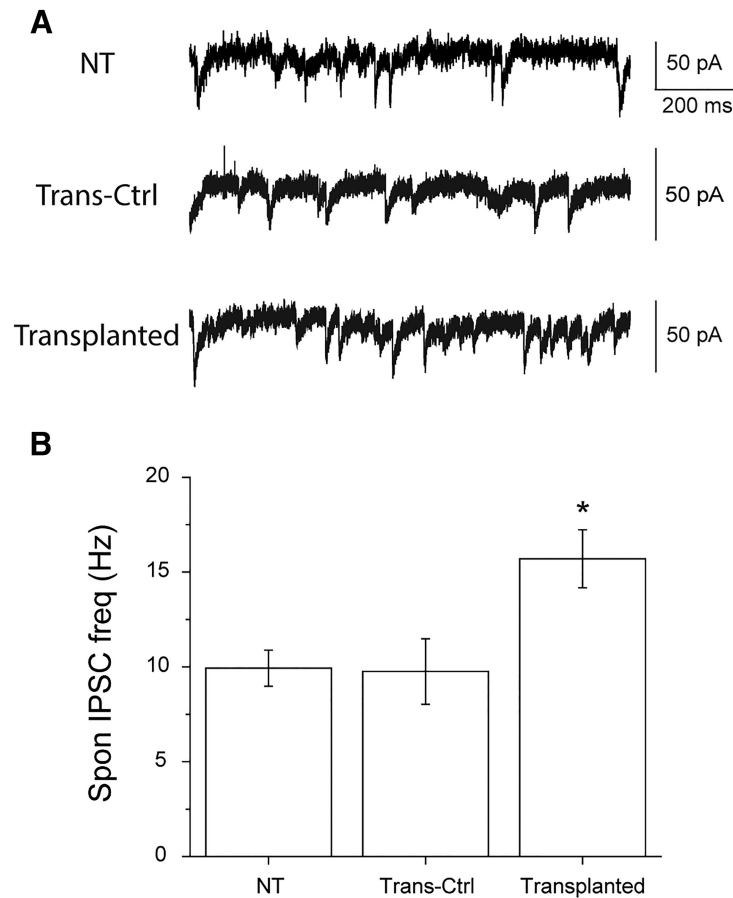 A
NT
50 pA
200 ms
Trans-Ctrl
50 pA
Transplanted
50 pA
B
Spon IPSC freq (Hz)
20
15
10
5
0
*
NT
Trans-Ctrl
Transplanted